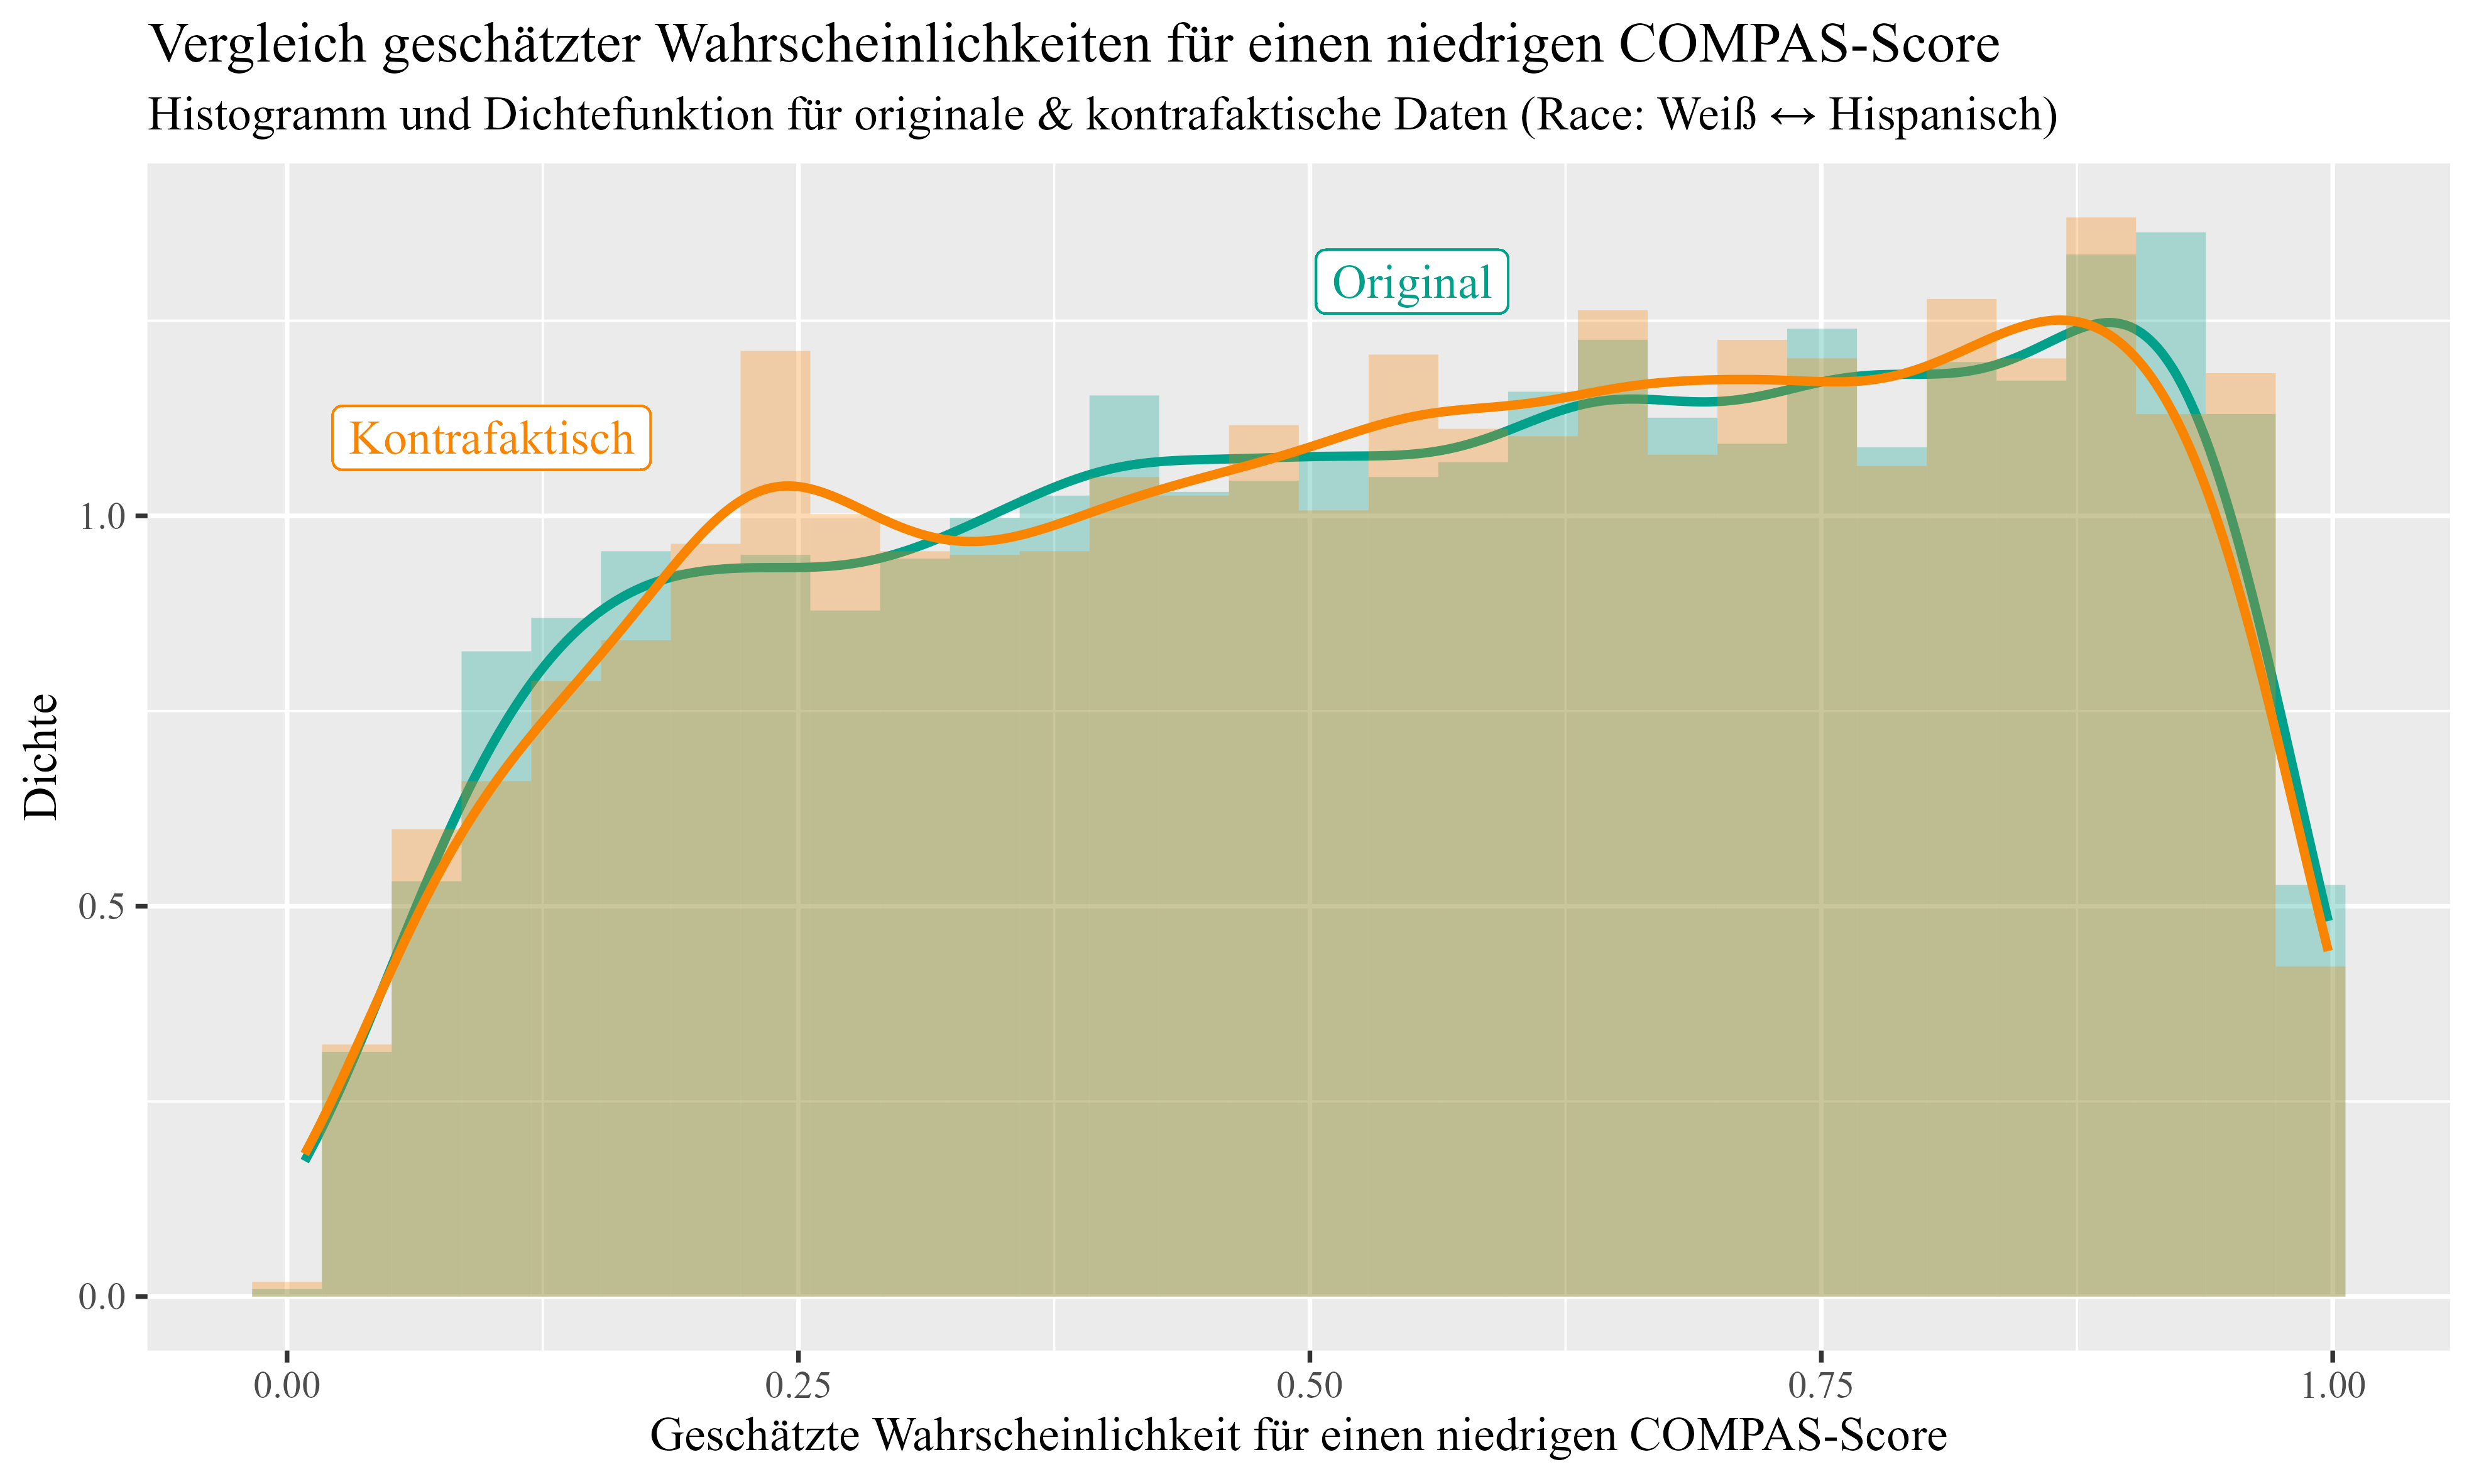 Vergleich geschätzter Wahrscheinlichkeiten für einen niedrigen COMPAS-Score
Histogramm und Dichtefunktion für originale & kontrafaktische Daten (Race: Weiß ↔ Hispanisch)
Original
Kontrafaktisch
Dichte
1.0
0.5
0.0
0.00 0.25 0.50 0.75 1.00
Geschätzte Wahrscheinlichkeit für einen niedrigen COMPAS-Score